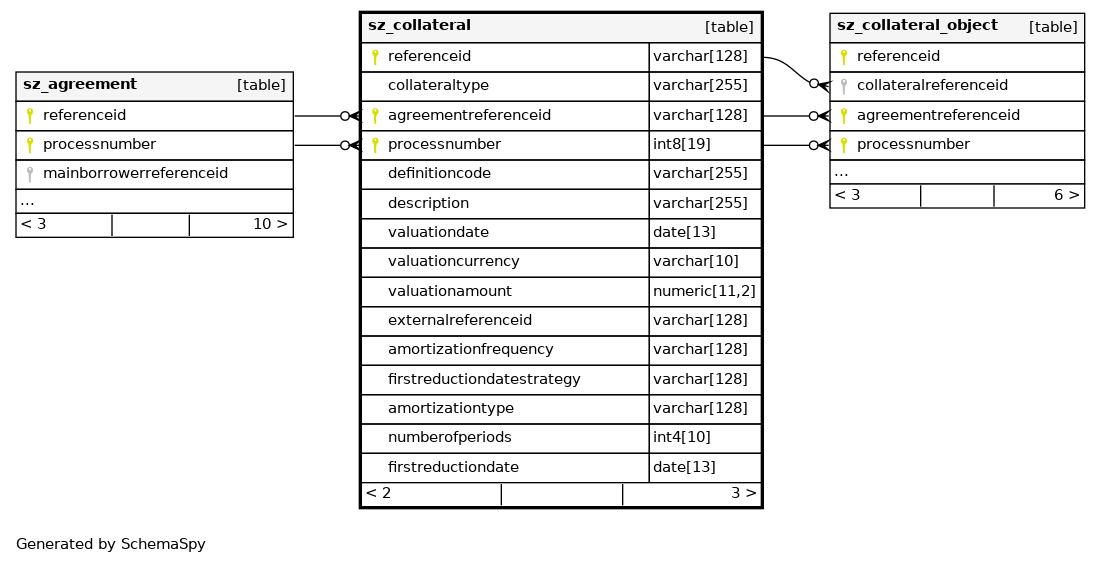 sz_agreement [table]
referenceid
processnumber
mainborrowerreferenceid
...
< 3 10 >
sz_collateral [table]
referenceid varchar[128]
collateraltype varchar[255]
agreementreferenceid varchar[128]
processnumber int8[19]
definitioncode varchar[255]
description varchar[255]
valuationdate date[13]
valuationcurrency varchar[10]
valuationamount numeric[11,2]
externalreferenceid varchar[128]
amortizationfrequency varchar[128]
firstreductiondatestrategy varchar[128]
amortizationtype varchar[128]
numberofperiods int4[10]
firstreductiondate date[13]
< 2 3 >
sz_collateral_object [table]
referenceid
collateralreferenceid
agreementreferenceid
processnumber
...
< 3 6 >
Generated by SchemaSpy